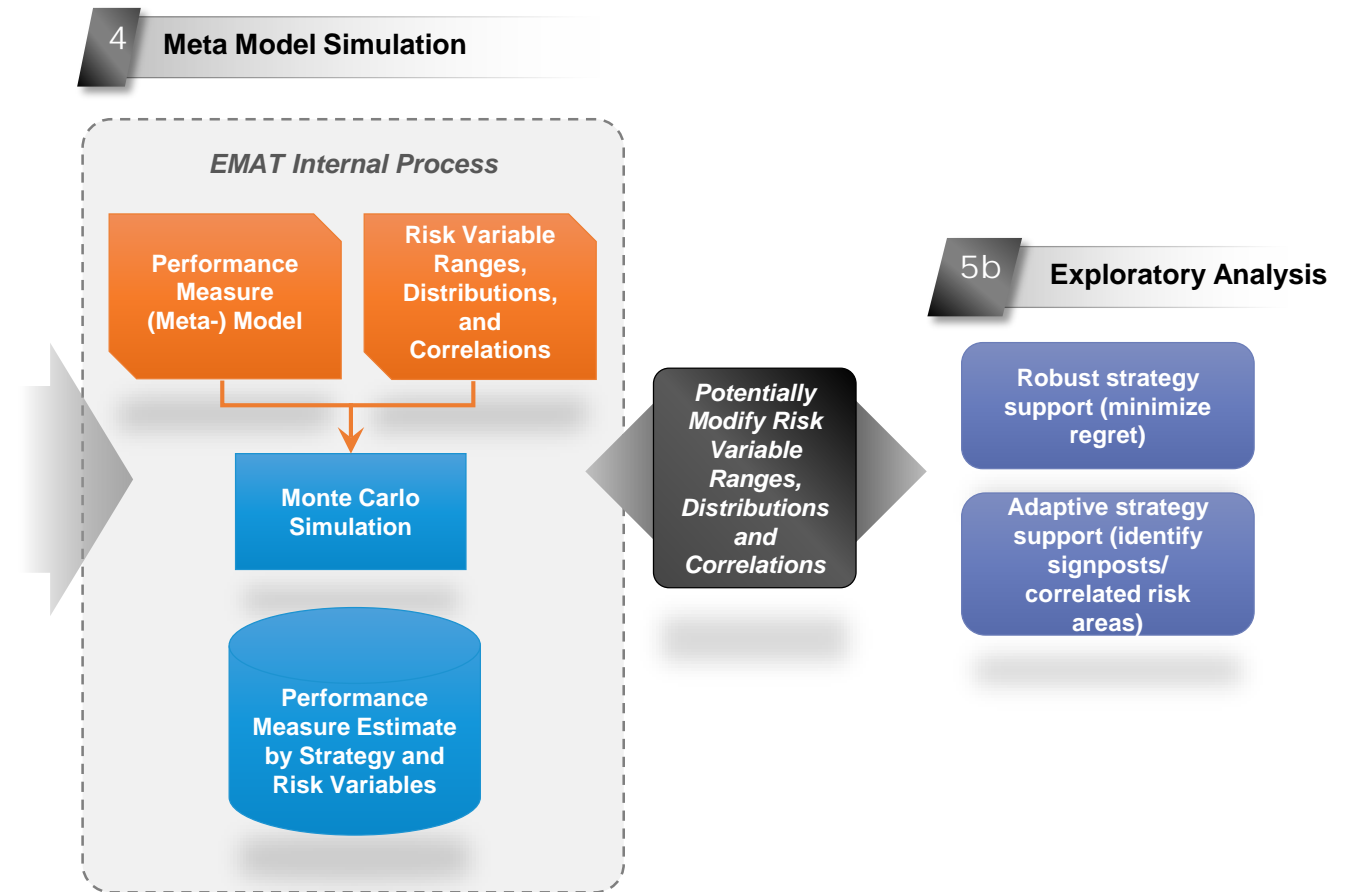 4
Meta Model Simulation
EMAT Internal Process
Performance
Measure
(Meta-) Model
Risk Variable
Ranges,
Distributions,
and
Correlations
Monte Carlo
Simulation
Performance
Measure Estimate
by Strategy and
Risk Variables
Potentially
Modify Risk
Variable
Ranges,
Distributions
and
Correlations
5b
Exploratory Analysis
Robust strategy
support (minimize
regret)
Adaptive strategy
support (identify
signposts/
correlated risk
areas)